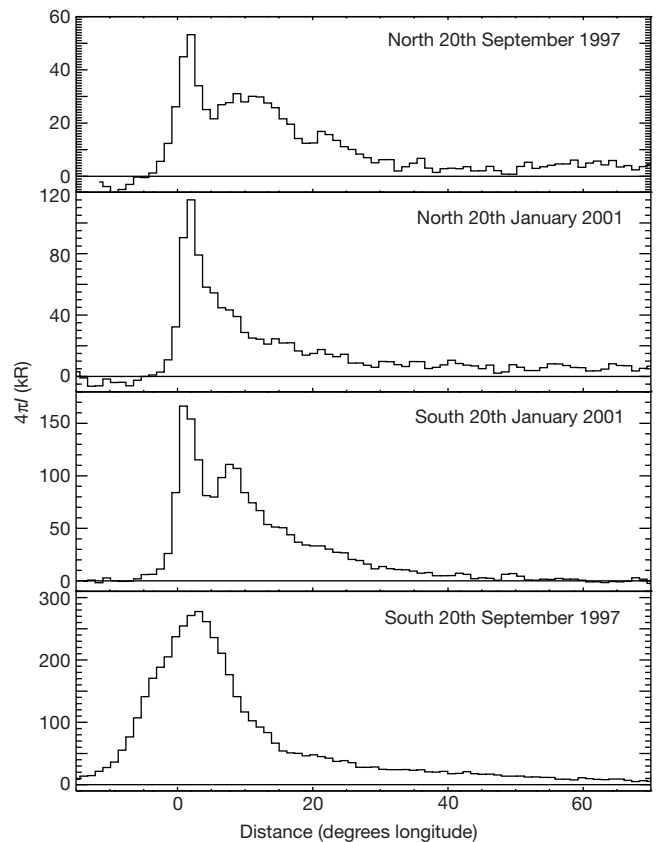 60
North 20th September 1997
40
20
0
120
North 20th January 2001
80
40
0
4πI (kR)
150
South 20th January 2001
100
50
0
300
South 20th September 1997
200
100
0
0 20 40 60
Distance (degrees longitude)